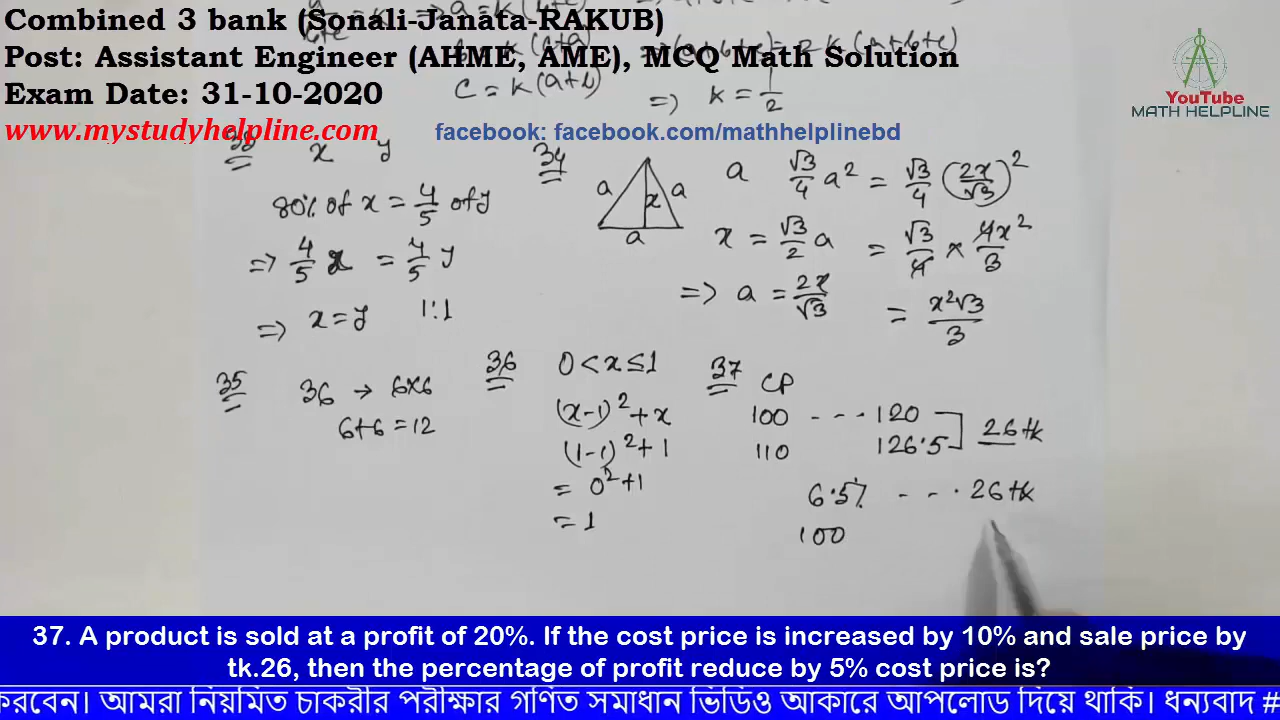 Combined 3 bank (Sonali-Janata-RAKUB)
Post: Assistant Engineer (AHME, AME), MCQ Math Solution
Exam Date: 31-10-2020
www.mystudyhelpline.com
facebook: facebook.com/mathhelplinebd
YouTube
MATH HELPLINE
C = K(a+b)
=> K = 1/2
x y
80% of x = 4/5 of y
=> 4/5 x = 4/5 y
=> x = y 1:1
34
a a x a
a √3/4 a² = √3/4 (2x/√3)²
x = √3/2 a = √3/4 × 4x²/3
=> a = 2x/√3 = x²√3/3
35 36 → 6×6
6+6 = 12
36 0 < x ≤ 1
(x-1)² + x
(1-1)² + 1
= 0² + 1
= 1
37 CP
100 - - - 120
110 126.5 26 tk
6.5% - - . 26 tk
100
37. A product is sold at a profit of 20%. If the cost price is increased by 10% and sale price by
tk.26, then the percentage of profit reduce by 5% cost price is?
করবেন। আমরা নিয়মিত চাকরীর পরীক্ষার গণিত সমাধান ভিডিও আকারে আপলোড দিয়ে থাকি। ধন্যবাদ #